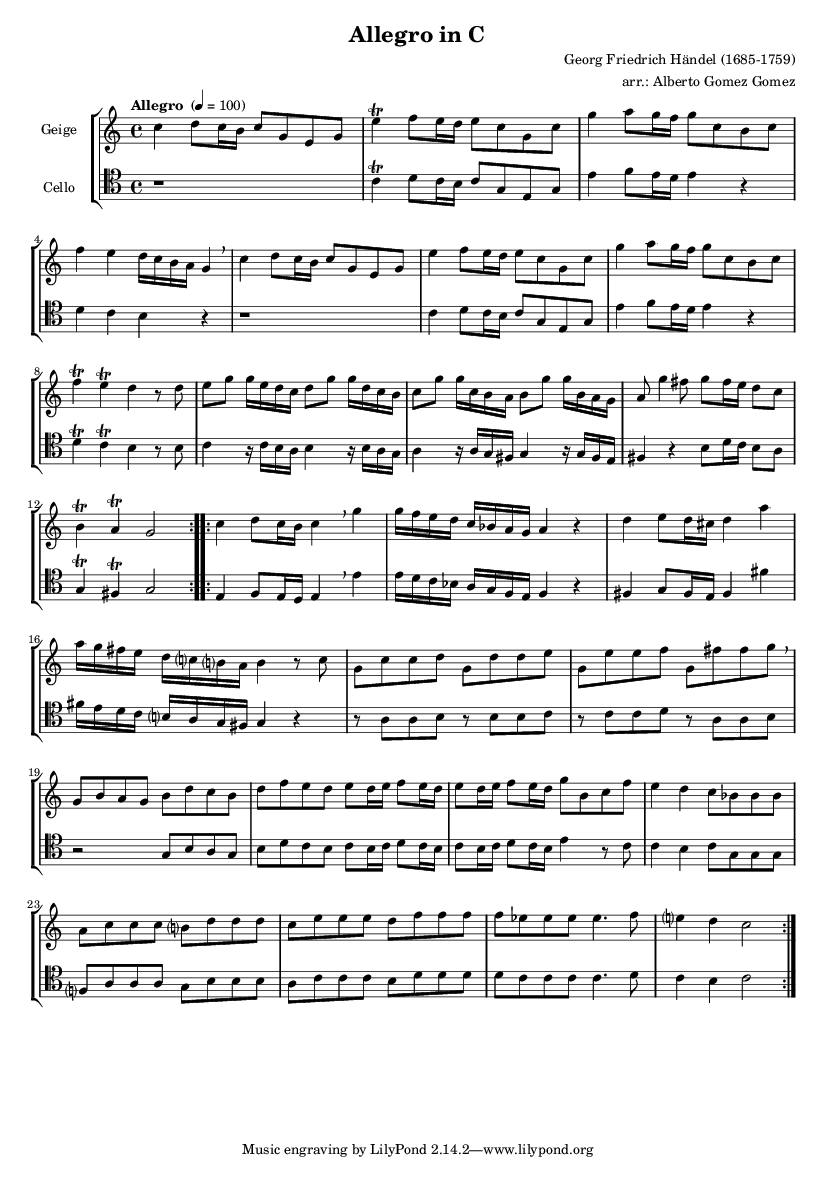 Allegro in C
Georg Friedrich Händel (1685-1759)
arr.: Alberto Gomez Gomez
Allegro (♩ = 100)
Geige
Cello
4
8
12
16
19
23
Music engraving by LilyPond 2.14.2—www.lilypond.org